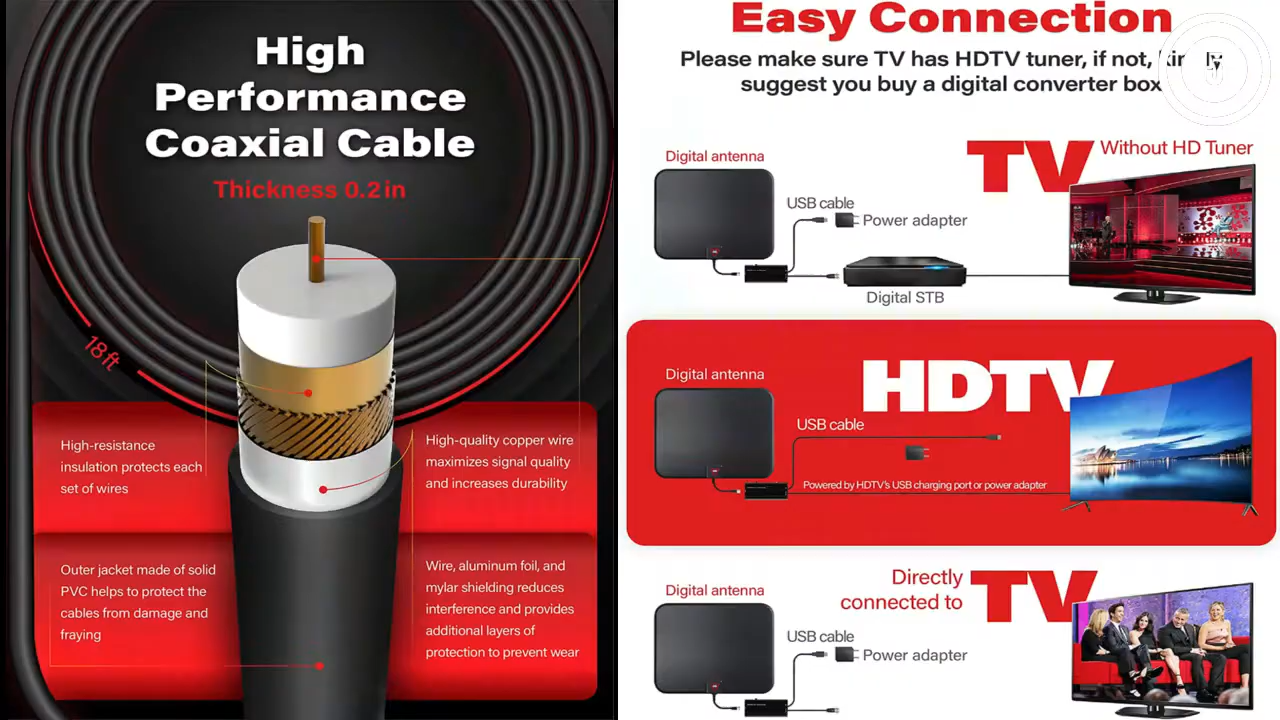 High
Performance
Coaxial Cable
Thickness 0.2 in
18 ft
High-resistance
insulation protects each
set of wires
High-quality copper wire
maximizes signal quality
and increases durability
Outer jacket made of solid
PVC helps to protect the
cables from damage and
fraying
Wire, aluminum foil, and
mylar shielding reduces
interference and provides
additional layers of
protection to prevent wear
Easy Connection
Please make sure TV has HDTV tuner, if not, kindly
suggest you buy a digital converter box
TV Without HD Tuner
Digital antenna
USB cable
Power adapter
Digital STB
HDTV
Digital antenna
USB cable
Powered by HDTV's USB charging port or power adapter
Directly
connected to TV
Digital antenna
USB cable
Power adapter